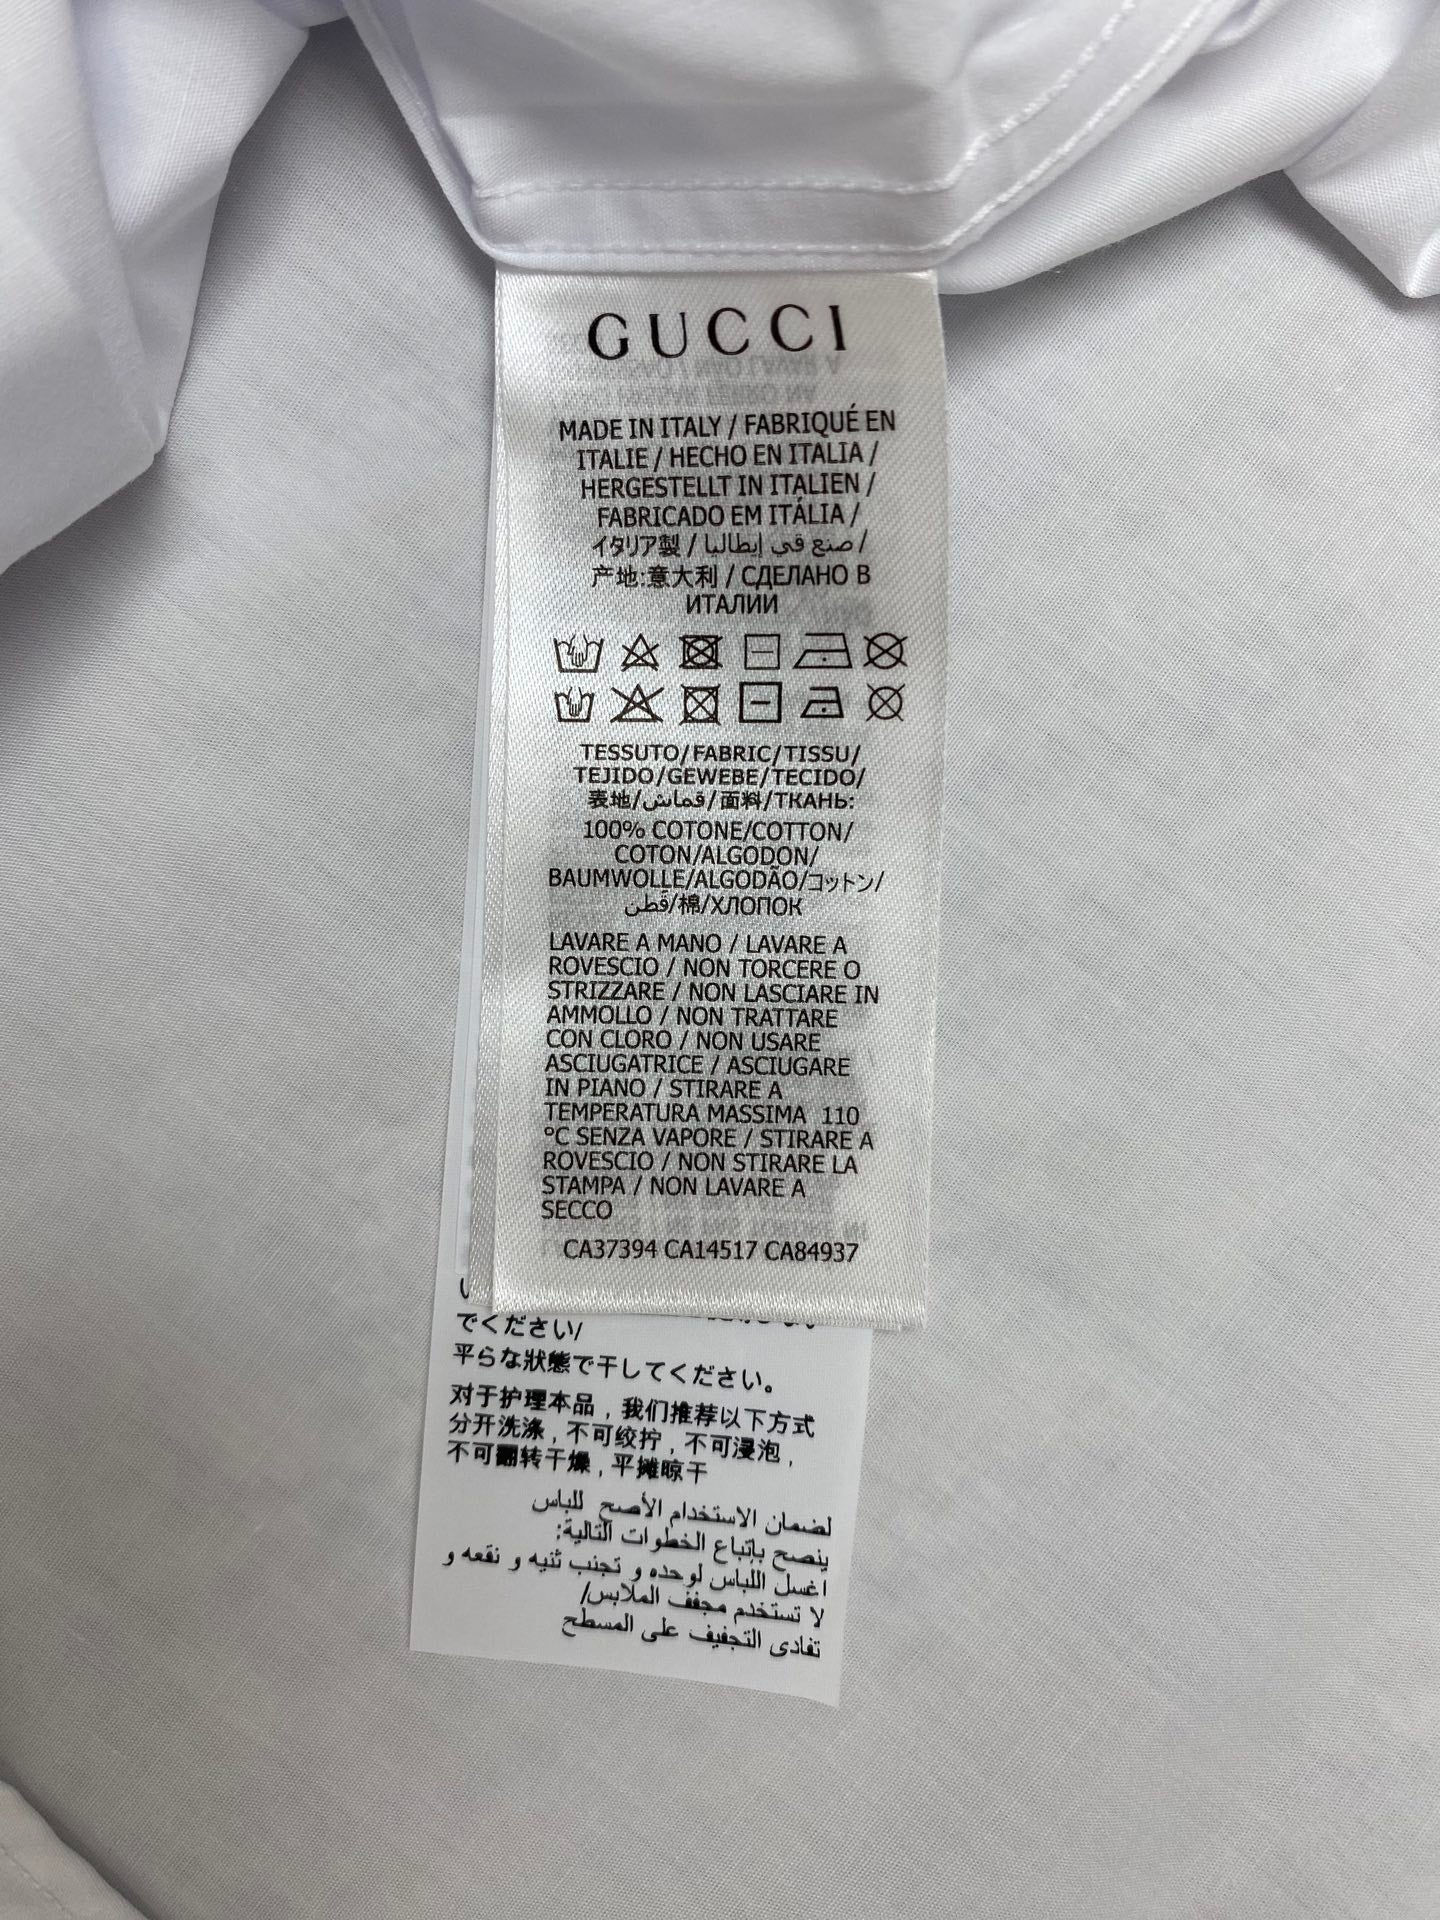 GUCCI
MADE IN ITALY / FABRIQUÉ EN
ITALIE / HECHO EN ITALIA /
HERGESTELLT IN ITALIEN /
FABRICADO EM ITÁLIA /
イタリア製 / صنع في إيطاليا /
产地:意大利 / СДЕЛАНО В
ИТАЛИИ
TESSUTO/FABRIC/TISSU/
TEJIDO/GEWEBE/TECIDO/
表地/قماش/面料/ТКАНЬ:
100% COTONE/COTTON/
COTON/ALGODON/
BAUMWOLLE/ALGODÃO/コットン/
قطن/棉/ХЛОПОК
LAVARE A MANO / LAVARE A
ROVESCIO / NON TORCERE O
STRIZZARE / NON LASCIARE IN
AMMOLLO / NON TRATTARE
CON CLORO / NON USARE
ASCIUGATRICE / ASCIUGARE
IN PIANO / STIRARE A
TEMPERATURA MASSIMA 110
°C SENZA VAPORE / STIRARE A
ROVESCIO / NON STIRARE LA
STAMPA / NON LAVARE A
SECCO
CA37394 CA14517 CA84937
でください/
平らな狀態で干してください。
对于护理本品，我们推荐以下方式
分开洗涤，不可绞拧，不可浸泡，
不可翻转干燥，平摊晾干
لضمان الاستخدام الأصح للباس
ينصح بإتباع الخطوات التالية:
اغسل اللباس لوحده و تجنب ثنيه و نقعه و
لا تستخدم مجفف الملابس/
تفادى التجفيف على المسطح